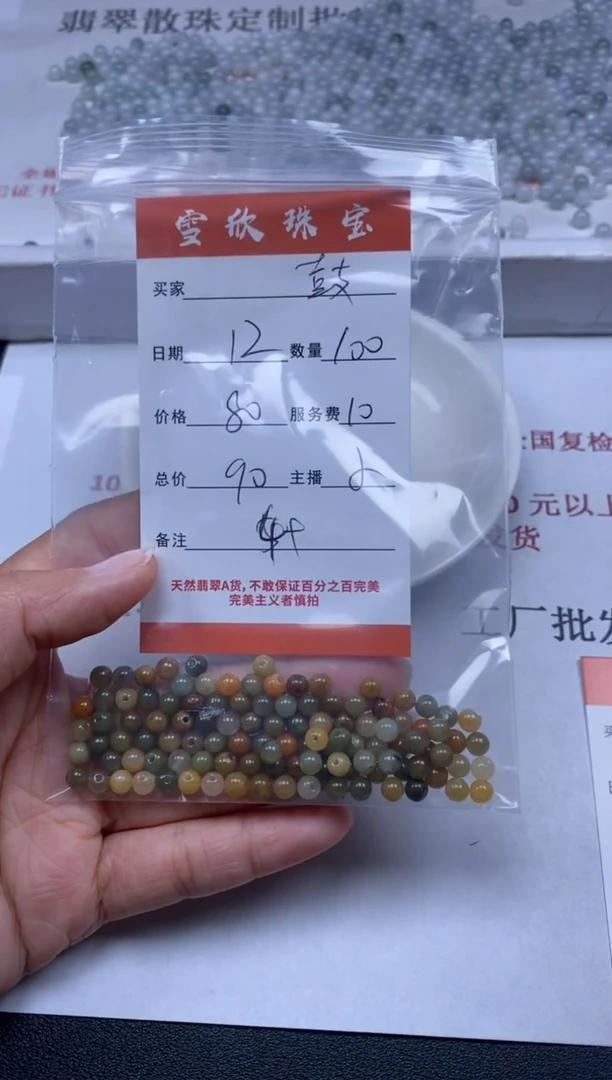 翡翠散珠定制批
雪欣珠宝
买家 鼓
日期 12 数量 100
价格 80 服务费 10
总价 90 主播
备注
天然翡翠A货,不敢保证百分之百完美
完美主义者慎拍
10
国复检
0元以上
发货
工厂批发